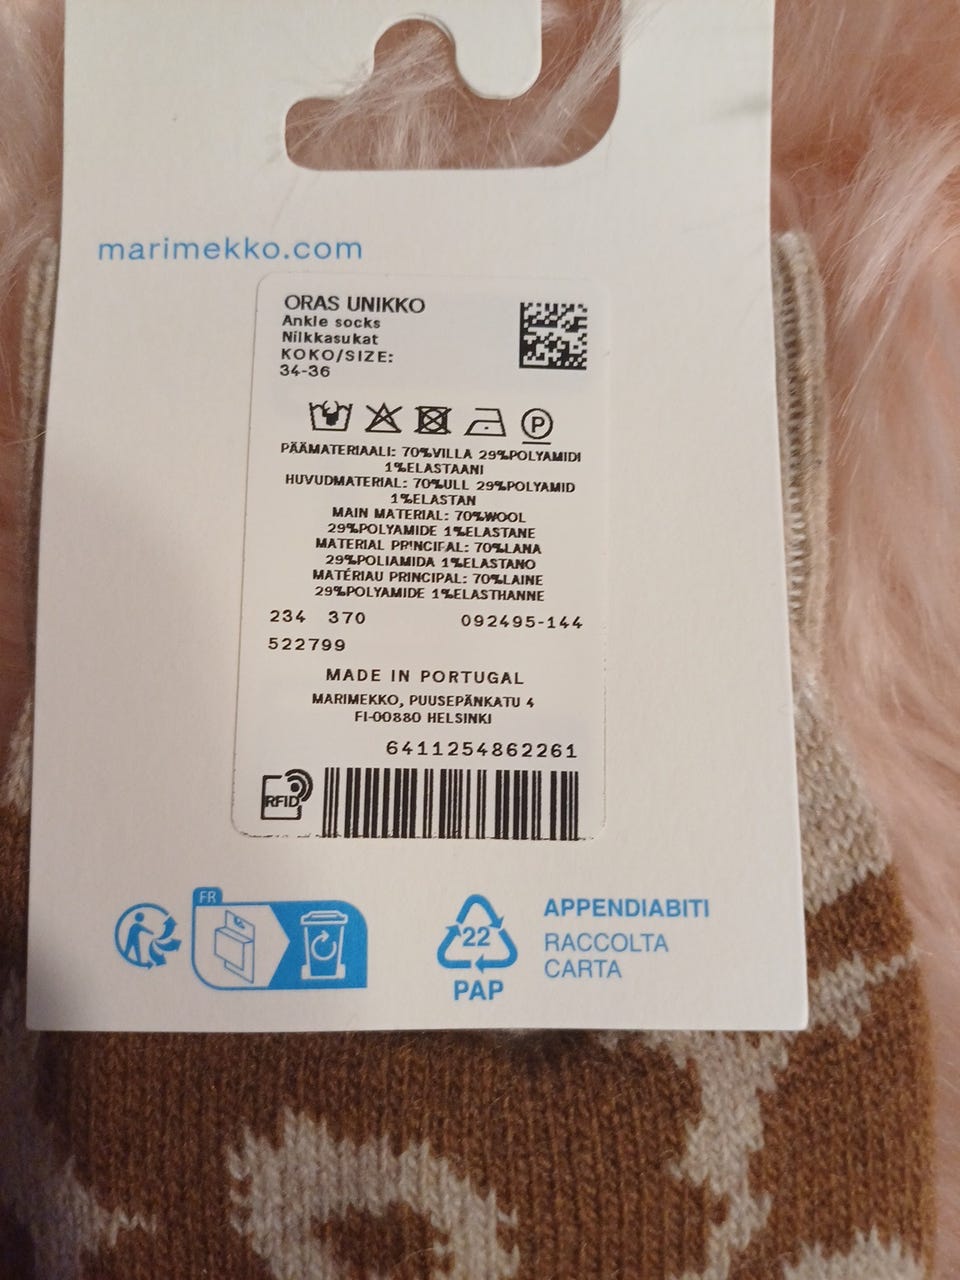 marimekko.com
ORAS UNIKKO
Ankle socks
Nilkkasukat
KOKO/SIZE:
34-36
P
PÄÄMATERIAALI: 70%VILLA 29%POLYAMIDI
1%ELASTAANI
HUVUDMATERIAL: 70%ULL 29%POLYAMID
1%ELASTAN
MAIN MATERIAL: 70%WOOL
29%POLYAMIDE 1%ELASTANE
MATERIAL PRINCIPAL: 70%LANA
29%POLIAMIDA 1%ELASTANO
MATÉRIAU PRINCIPAL: 70%LAINE
29%POLYAMIDE 1%ELASTHANNE
234 370 092495-144
522799
MADE IN PORTUGAL
MARIMEKKO, PUUSEPÄNKATU 4
FI-00880 HELSINKI
6411254862261
RFID
FR
22
PAP
APPENDIABITI
RACCOLTA
CARTA